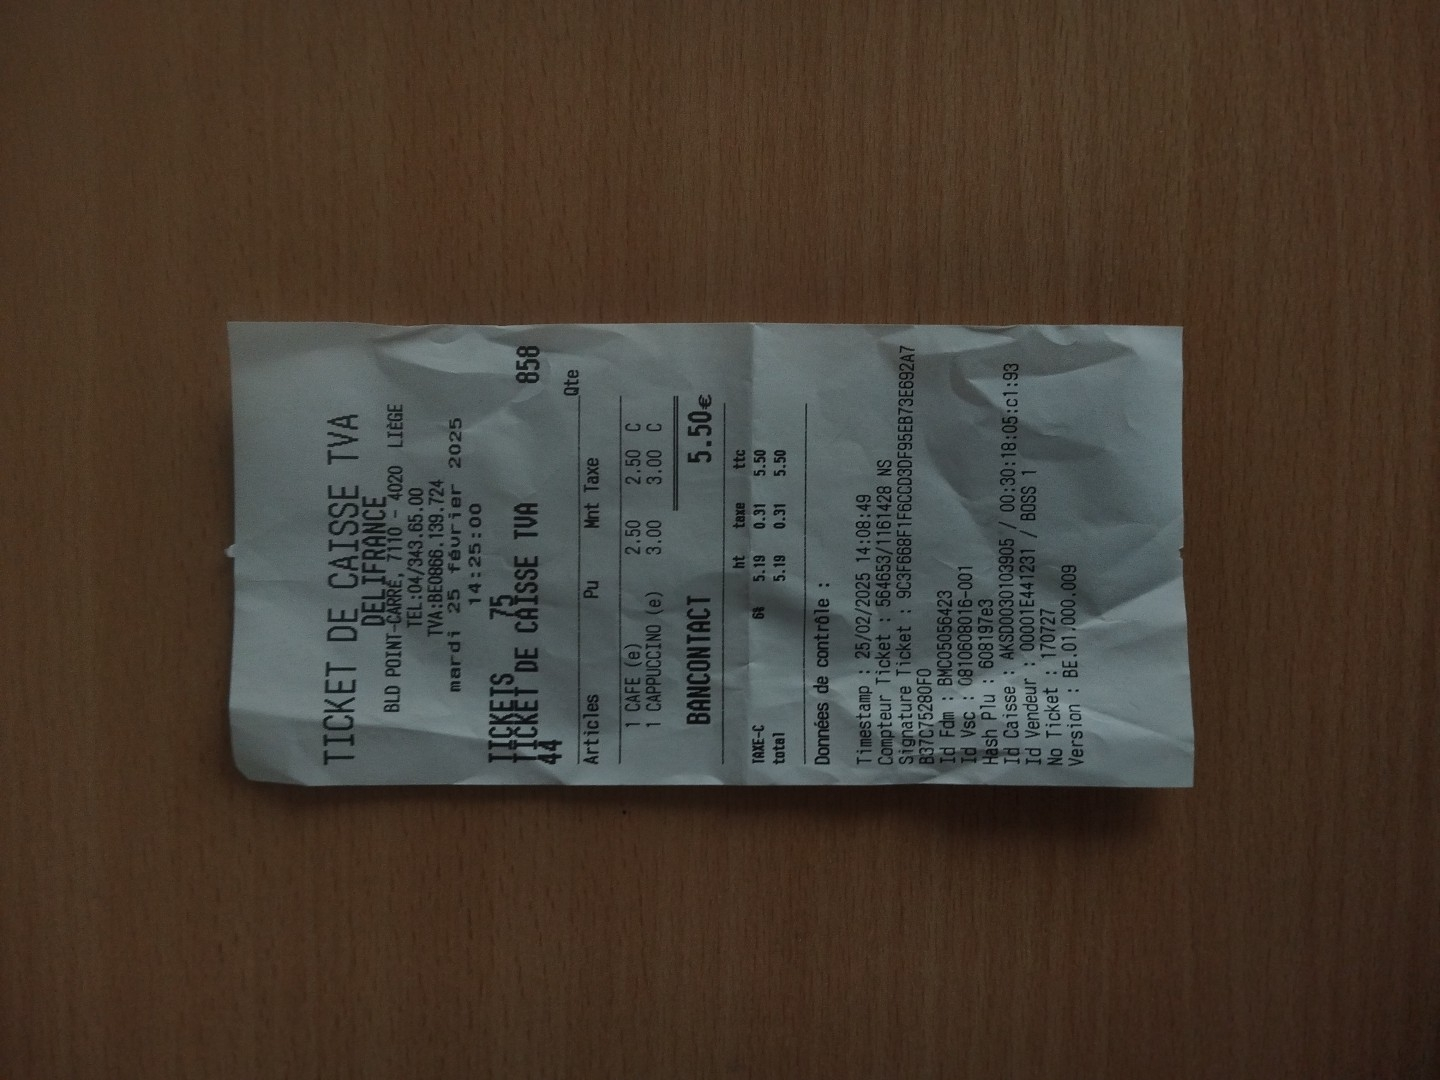 TICKET DE CAISSE TVA
DELIFRANCE
BLD POINT-CARRÉ, 7110 - 4020 LIÈGE
TEL:04/343.65.00
TVA:BE0866.139.724
mardi 25 février 2025
14:25:00
TICKETS 75
TICKET DE CAISSE TVA 858
44
Qte
Articles Pu Mnt Taxe
1 CAFE (e) 2.50 2.50 C
1 CAPPUCCINO (e) 3.00 3.00 C
BANCONTACT 5.50€
ht taxe ttc
TAXE-C 6% 5.19 0.31 5.50
total 5.19 0.31 5.50
Données de contrôle :
Timestamp : 25/02/2025 14:08:49
Compteur Ticket : 564653/1161428 NS
Signature Ticket : 9C3F668F1F6CCD3DF95EB73E692A7
B37C752B0F0
Id Fdm : BMC05056423
Id Vsc : 0810608016-001
Hash Plu : 608197e3
Id Caisse : AKSD0030103905 / 00:30:18:05:c1:93
Id Vendeur : 00001E441231 / BOSS 1
No Ticket : 170727
Version : BE.01.000.009